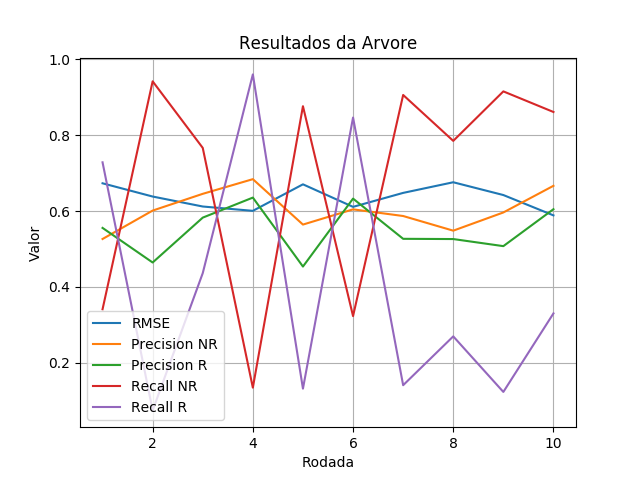 Resultados da Arvore
1.0
0.8
0.6
0.4
0.2
Valor
RMSE
Precision NR
Precision R
Recall NR
Recall R
2
4
6
8
10
Rodada